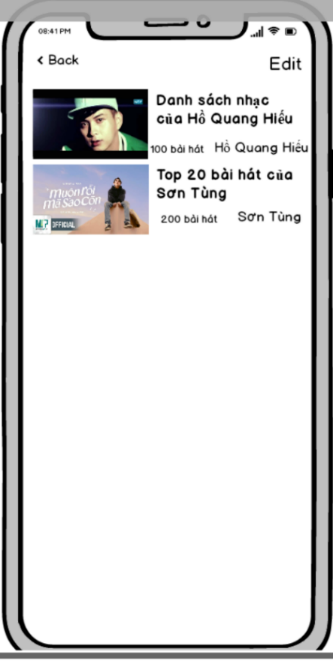 08:41 PM
< Back
Edit
Danh sách nhạc
của Hồ Quang Hiếu
100 bài hát
Hồ Quang Hiếu
muộn rồi
mà sao còn
M-TP OFFICIAL
Top 20 bài hát của
Sơn Tùng
200 bài hát
Sơn Tùng